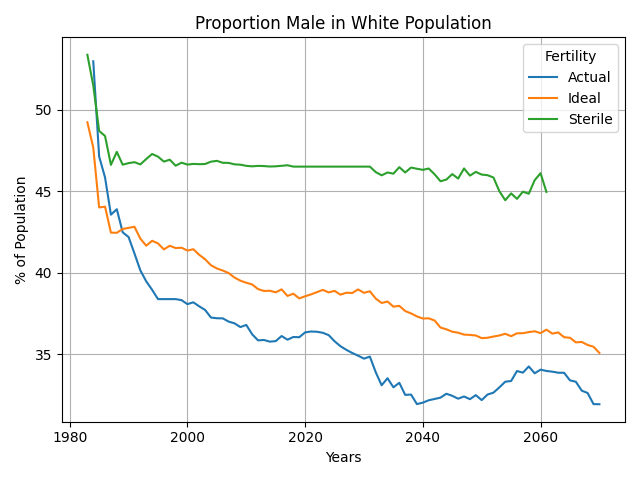 Proportion Male in White Population
% of Population
50
45
40
35
Fertility
Actual
Ideal
Sterile
1980
2000
2020
2040
2060
Years